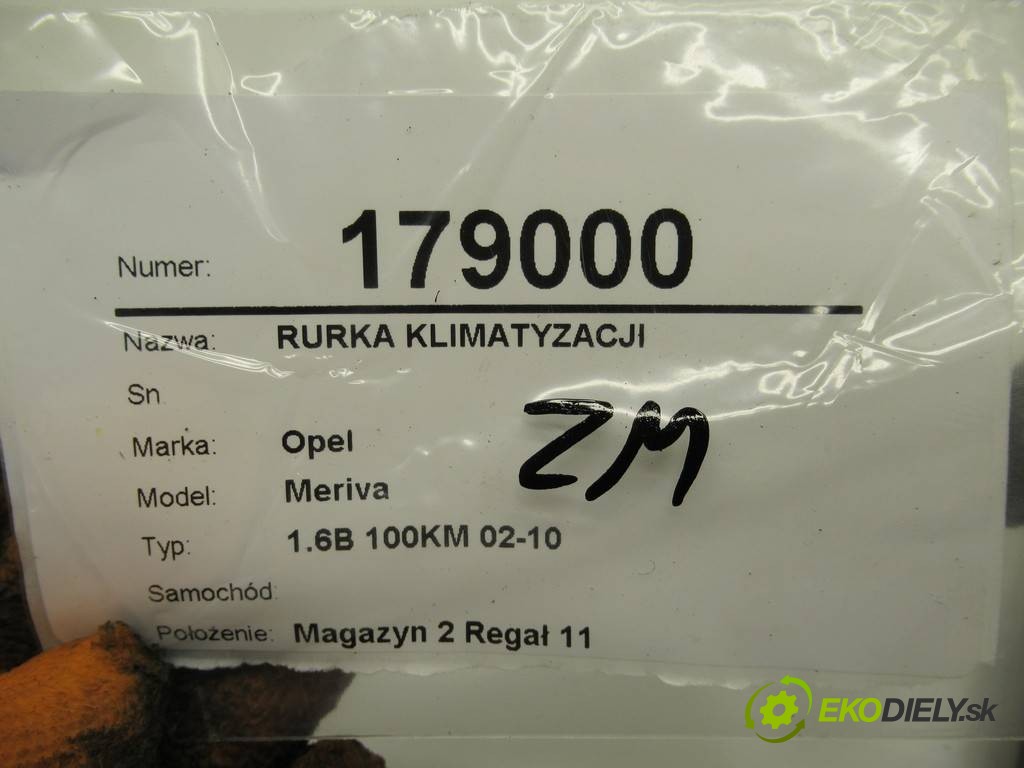 Numer: 179000
Nazwa: RURKA KLIMATYZACJI
Sn
Marka: Opel
ZM
Model: Meriva
Typ: 1.6B 100KM 02-10
Samochód:
Położenie: Magazyn 2 Regał 11
EKODIELY.sk